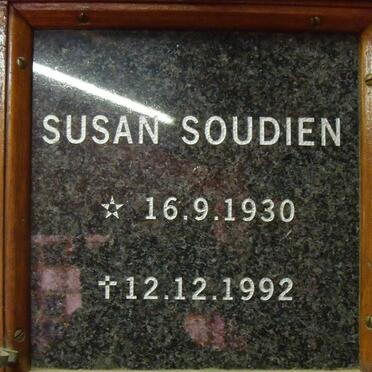 SUSAN SOUDIEN
☆ 16.9.1930
✝ 12.12.1992